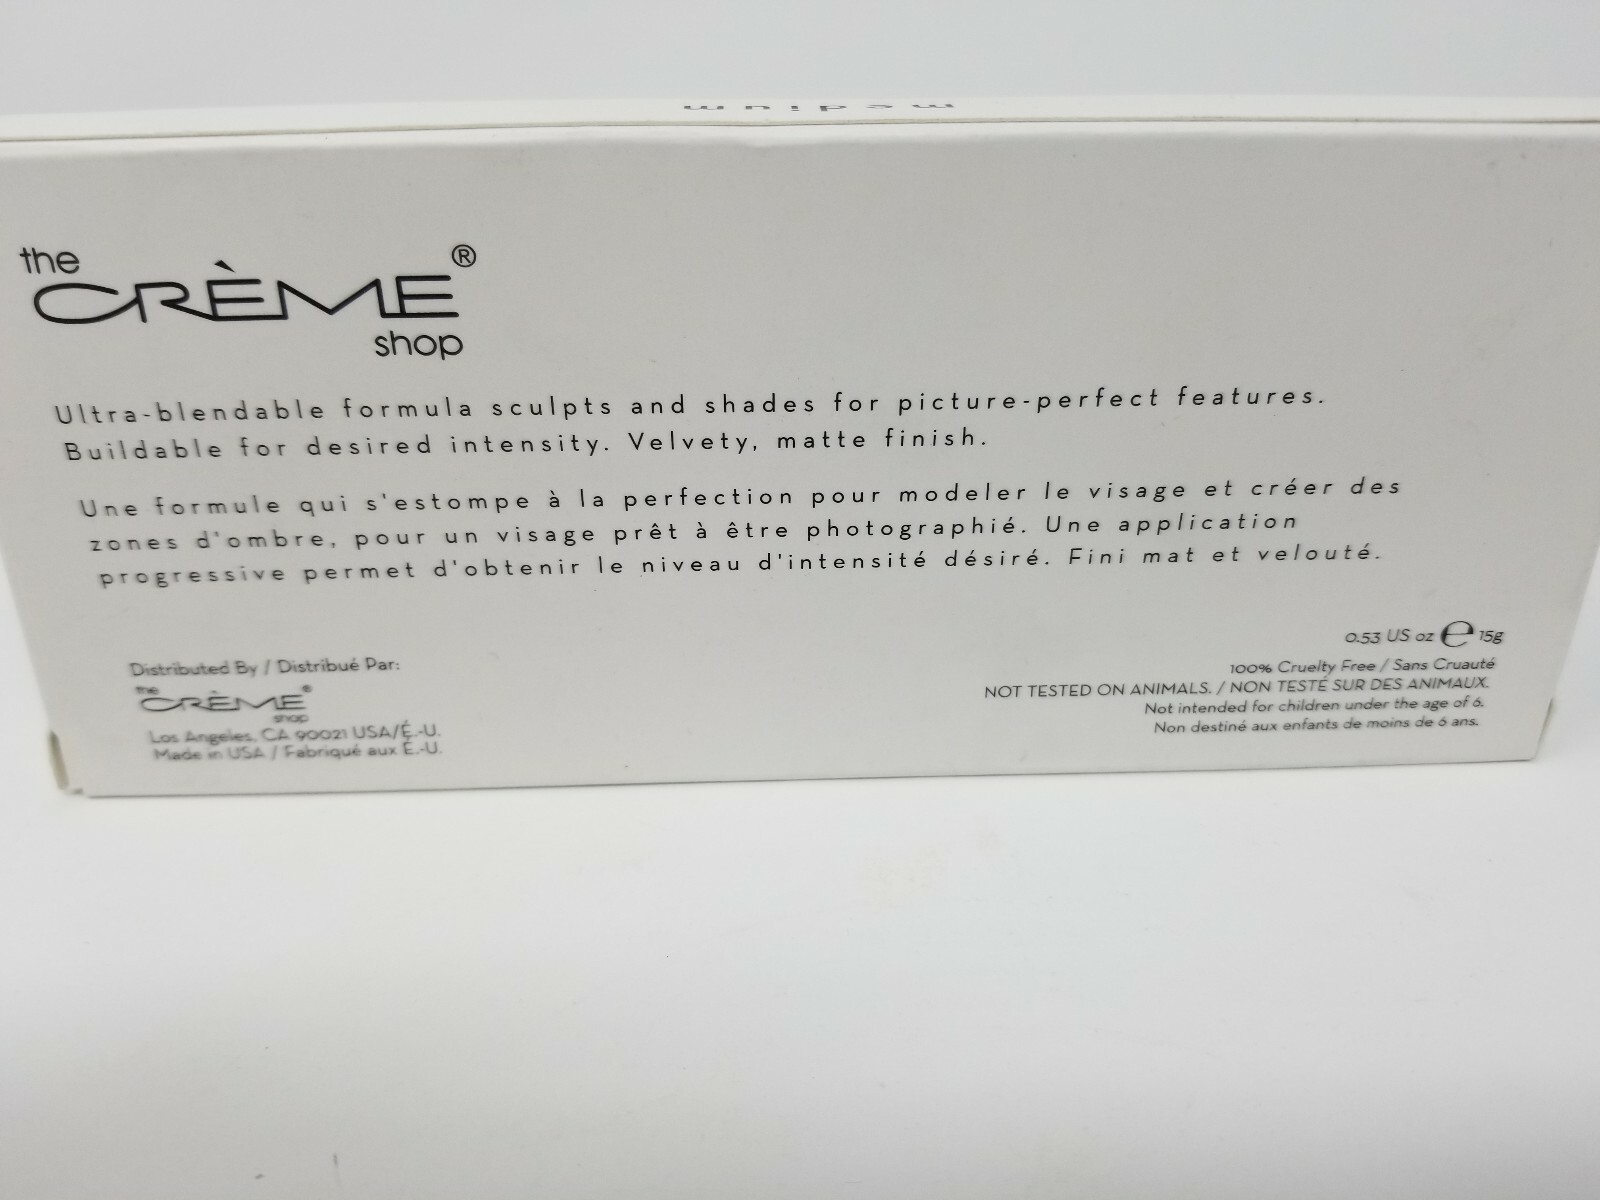 medium
the
CRÈME®
shop
Ultra-blendable formula sculpts and shades for picture-perfect features.
Buildable for desired intensity. Velvety, matte finish.
Une formule qui s'estompe à la perfection pour modeler le visage et créer des
zones d'ombre, pour un visage prêt à être photographié. Une application
progressive permet d'obtenir le niveau d'intensité désiré. Fini mat et velouté.
Distributed By / Distribué Par:
the
CRÈME®
shop
Los Angeles, CA 90021 USA/É.-U.
Made in USA / Fabriqué aux É.-U.
0.53 US oz ℮ 15g
100% Cruelty Free / Sans Cruauté
NOT TESTED ON ANIMALS. / NON TESTÉ SUR DES ANIMAUX.
Not intended for children under the age of 6.
Non destiné aux enfants de moins de 6 ans.